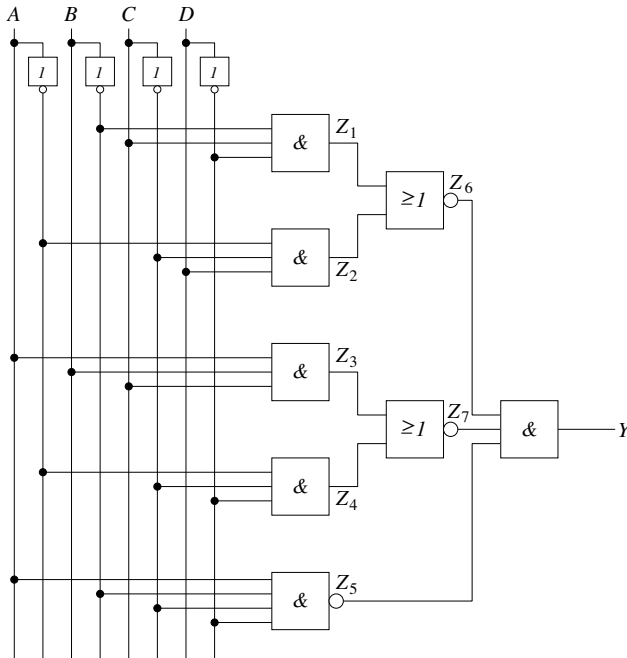 A B C D
1 1 1 1
& Z₁
≥1 Z₆
& Z₂
& Z₃
≥1 Z₇
& Y
& Z₄
& Z₅